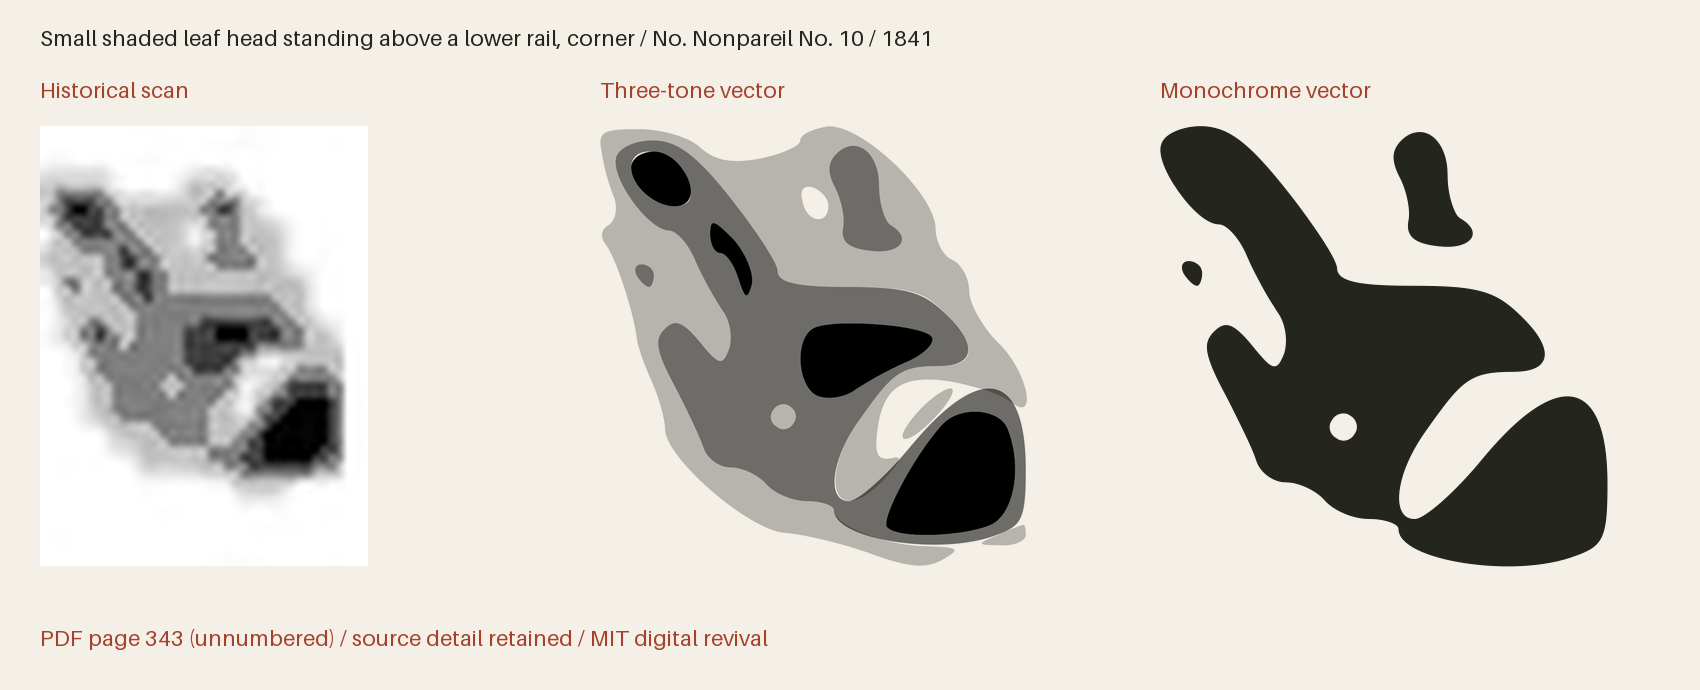 Small shaded leaf head standing above a lower rail, corner / No. Nonpareil No. 10 / 1841
Historical scan
Three-tone vector
Monochrome vector
PDF page 343 (unnumbered) / source detail retained / MIT digital revival